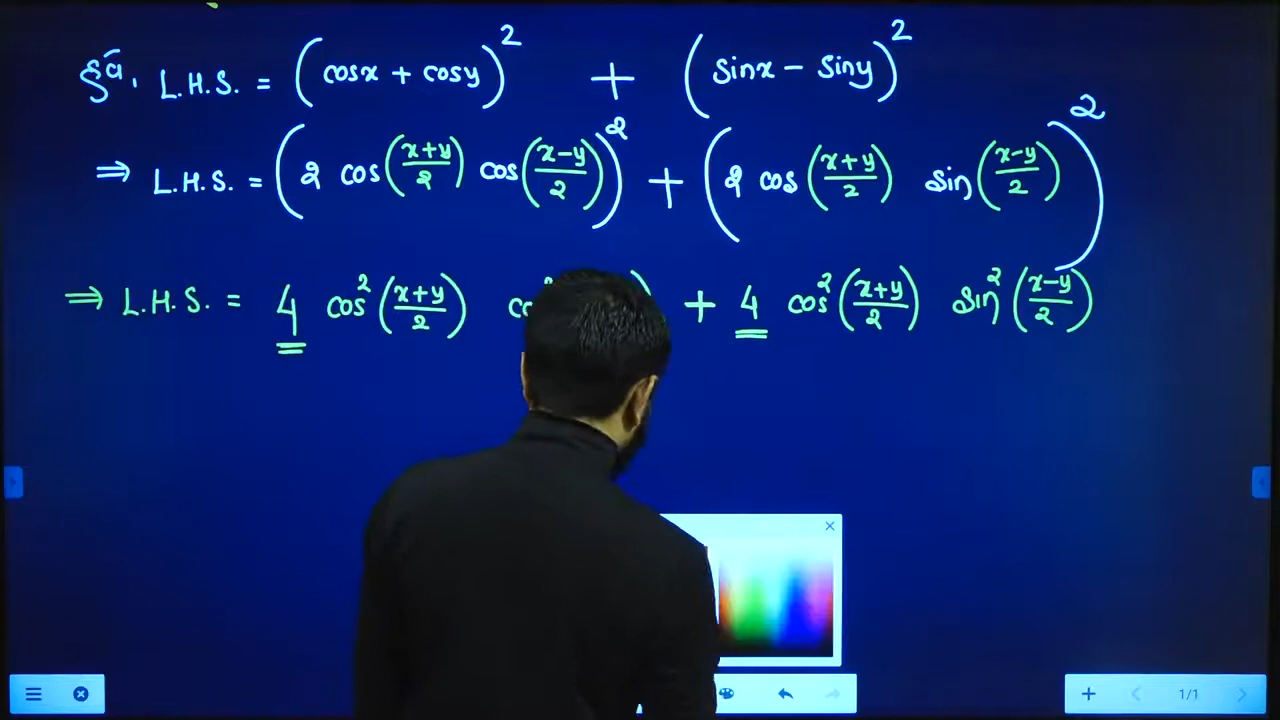 L.H.S. = (cosx + cosy)² + (sinx − siny)²
⇒ L.H.S. = (2 cos((x+y)/2) cos((x−y)/2))² + (2 cos((x+y)/2) sin((x−y)/2))²
⇒ L.H.S. = 4 cos²((x+y)/2) ) + 4 cos²((x+y)/2) sin²((x−y)/2)
1/1